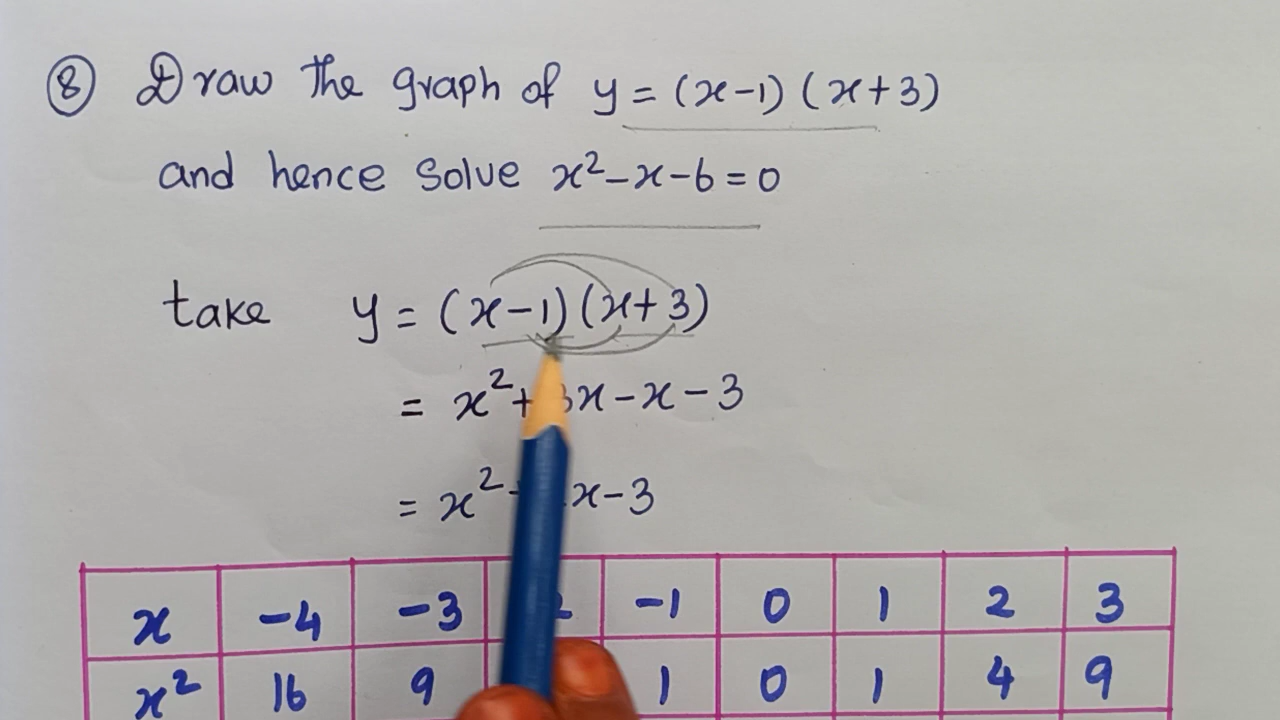 ⑧ Draw the graph of y = (x-1) (x+3)
and hence solve x²-x-6=0
take y = (x-1)(x+3)
= x²+3x-x-3
= x² x-3
x -4 -3 -1 0 1 2 3
x² 16 9 1 0 1 4 9